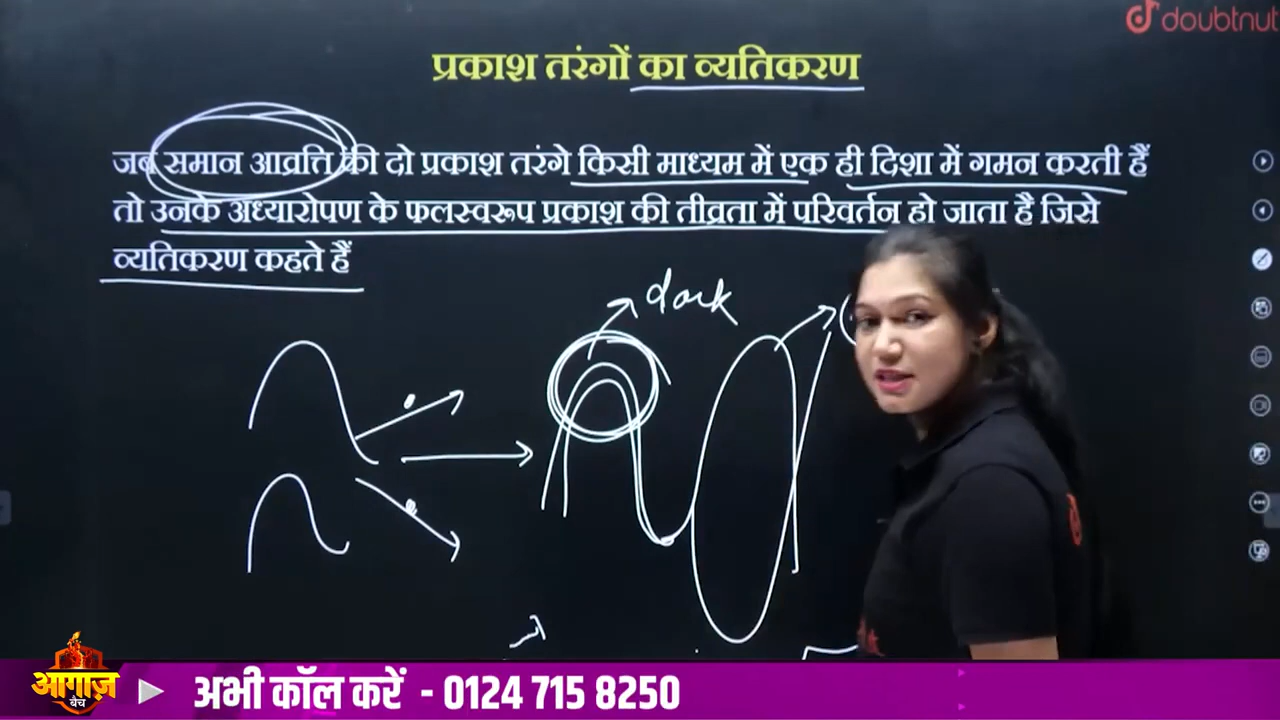 doubtnut
प्रकाश तरंगों का व्यतिकरण
जब समान आव्रत्ति की दो प्रकाश तरंगे किसी माध्यम में एक ही दिशा में गमन करती हैं
तो उनके अध्यारोपण के फलस्वरूप प्रकाश की तीव्रता में परिवर्तन हो जाता है जिसे
व्यतिकरण कहते हैं
dark
आगाज़
बैच
अभी कॉल करें - 0124 715 8250